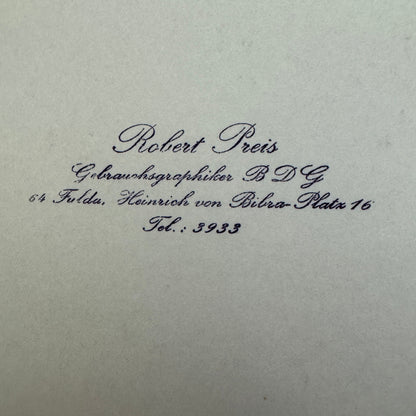 Robert Preis
Gebrauchsgraphiker B D G
64 Fulda, Heinrich von Bibra-Platz 16
Tel.: 3933